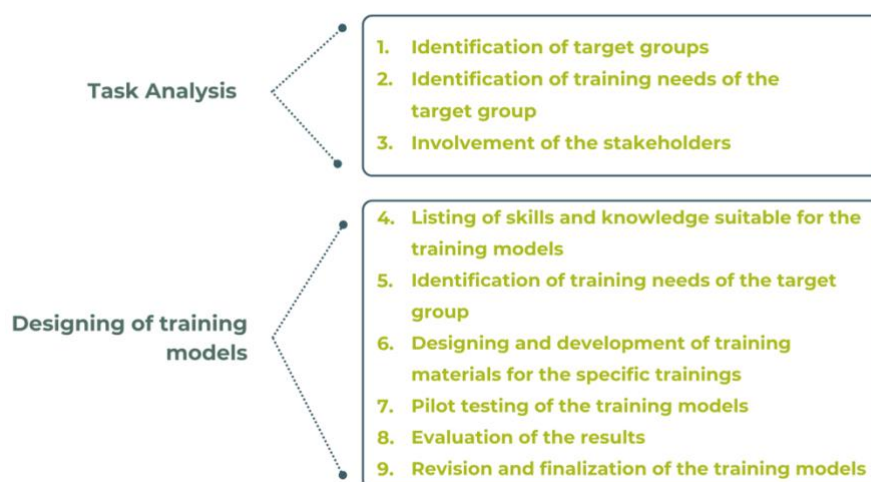 Task Analysis
1. Identification of target groups
2. Identification of training needs of the
target group
3. Involvement of the stakeholders
Designing of training
models
4. Listing of skills and knowledge suitable for the
training models
5. Identification of training needs of the target
group
6. Designing and development of training
materials for the specific trainings
7. Pilot testing of the training models
8. Evaluation of the results
9. Revision and finalization of the training models